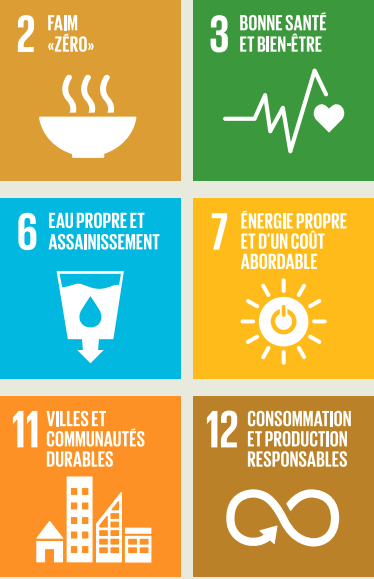 2 FAIM
«ZÉRO»
3 BONNE SANTÉ
ET BIEN-ÊTRE
6 EAU PROPRE ET
ASSAINISSEMENT
7 ÉNERGIE PROPRE
ET D'UN COÛT
ABORDABLE
11 VILLES ET
COMMUNAUTÉS
DURABLES
12 CONSOMMATION
ET PRODUCTION
RESPONSABLES